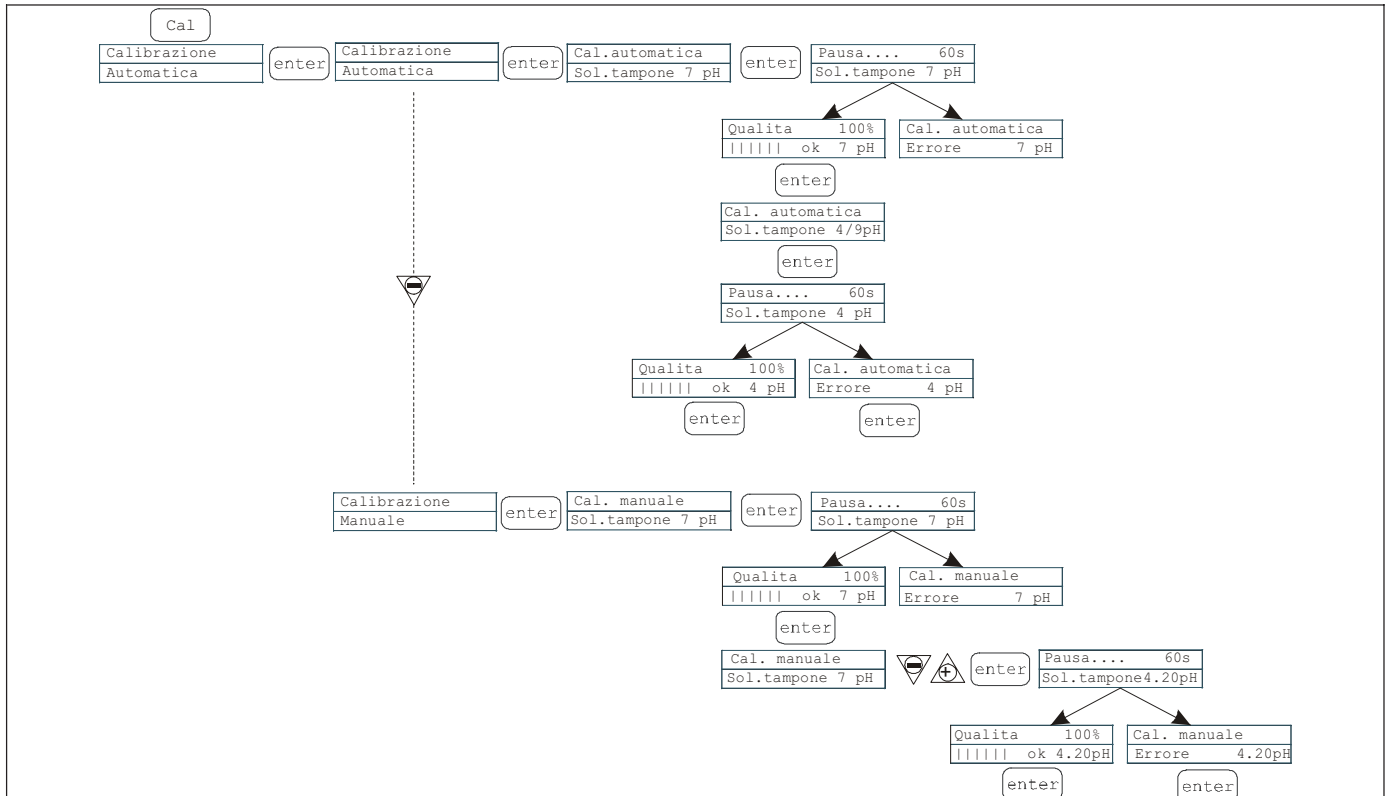 Cal
Calibrazione
Automatica
enter
Calibrazione
Automatica
enter
Cal.automatica
Sol.tampone 7 pH
enter
Pausa.... 60s
Sol.tampone 7 pH
Qualita 100%
|||||| ok 7 pH
Cal. automatica
Errore 7 pH
enter
Cal. automatica
Sol.tampone 4/9pH
enter
Pausa.... 60s
Sol.tampone 4 pH
Qualita 100%
|||||| ok 4 pH
Cal. automatica
Errore 4 pH
enter
enter
Calibrazione
Manuale
enter
Cal. manuale
Sol.tampone 7 pH
enter
Pausa.... 60s
Sol.tampone 7 pH
Qualita 100%
|||||| ok 7 pH
Cal. manuale
Errore 7 pH
enter
Cal. manuale
Sol.tampone 7 pH
enter
Pausa.... 60s
Sol.tampone4.20pH
Qualita 100%
|||||| ok 4.20pH
Cal. manuale
Errore 4.20pH
enter
enter